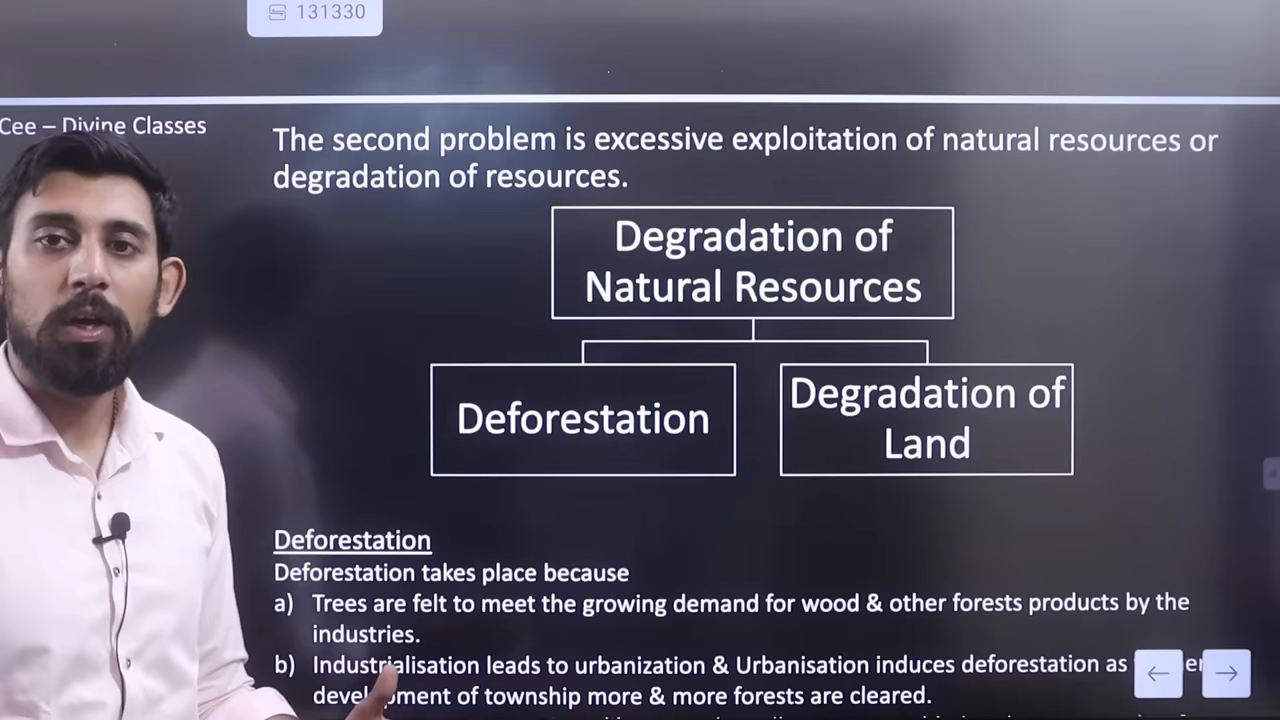 131330
Cee – Divine Classes
The second problem is excessive exploitation of natural resources or
degradation of resources.
Degradation of
Natural Resources
Deforestation
Degradation of
Land
Deforestation
Deforestation takes place because
a) Trees are felt to meet the growing demand for wood & other forests products by the
industries.
b) Industrialisation leads to urbanization & Urbanisation induces deforestation as
development of township more & more forests are cleared.